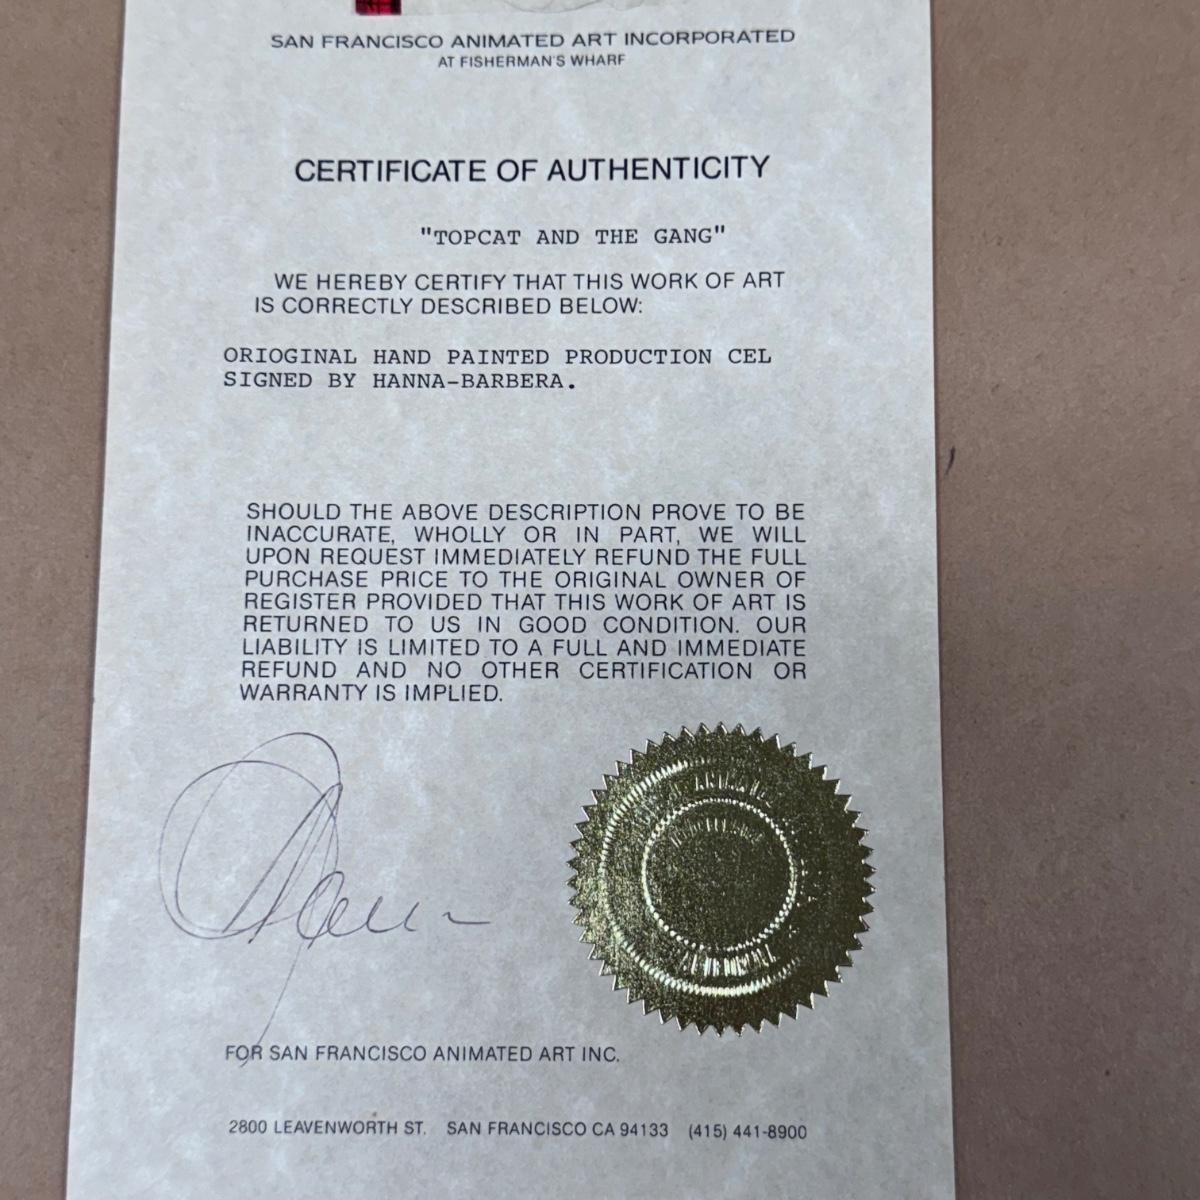 SAN FRANCISCO ANIMATED ART INCORPORATED
AT FISHERMAN'S WHARF
CERTIFICATE OF AUTHENTICITY
"TOPCAT AND THE GANG"
WE HEREBY CERTIFY THAT THIS WORK OF ART
IS CORRECTLY DESCRIBED BELOW:
ORIOGINAL HAND PAINTED PRODUCTION CEL
SIGNED BY HANNA-BARBERA.
SHOULD THE ABOVE DESCRIPTION PROVE TO BE
INACCURATE, WHOLLY OR IN PART, WE WILL
UPON REQUEST IMMEDIATELY REFUND THE FULL
PURCHASE PRICE TO THE ORIGINAL OWNER OF
REGISTER PROVIDED THAT THIS WORK OF ART IS
RETURNED TO US IN GOOD CONDITION. OUR
LIABILITY IS LIMITED TO A FULL AND IMMEDIATE
REFUND AND NO OTHER CERTIFICATION OR
WARRANTY IS IMPLIED.
FOR SAN FRANCISCO ANIMATED ART INC.
2800 LEAVENWORTH ST. SAN FRANCISCO CA 94133 (415) 441-8900